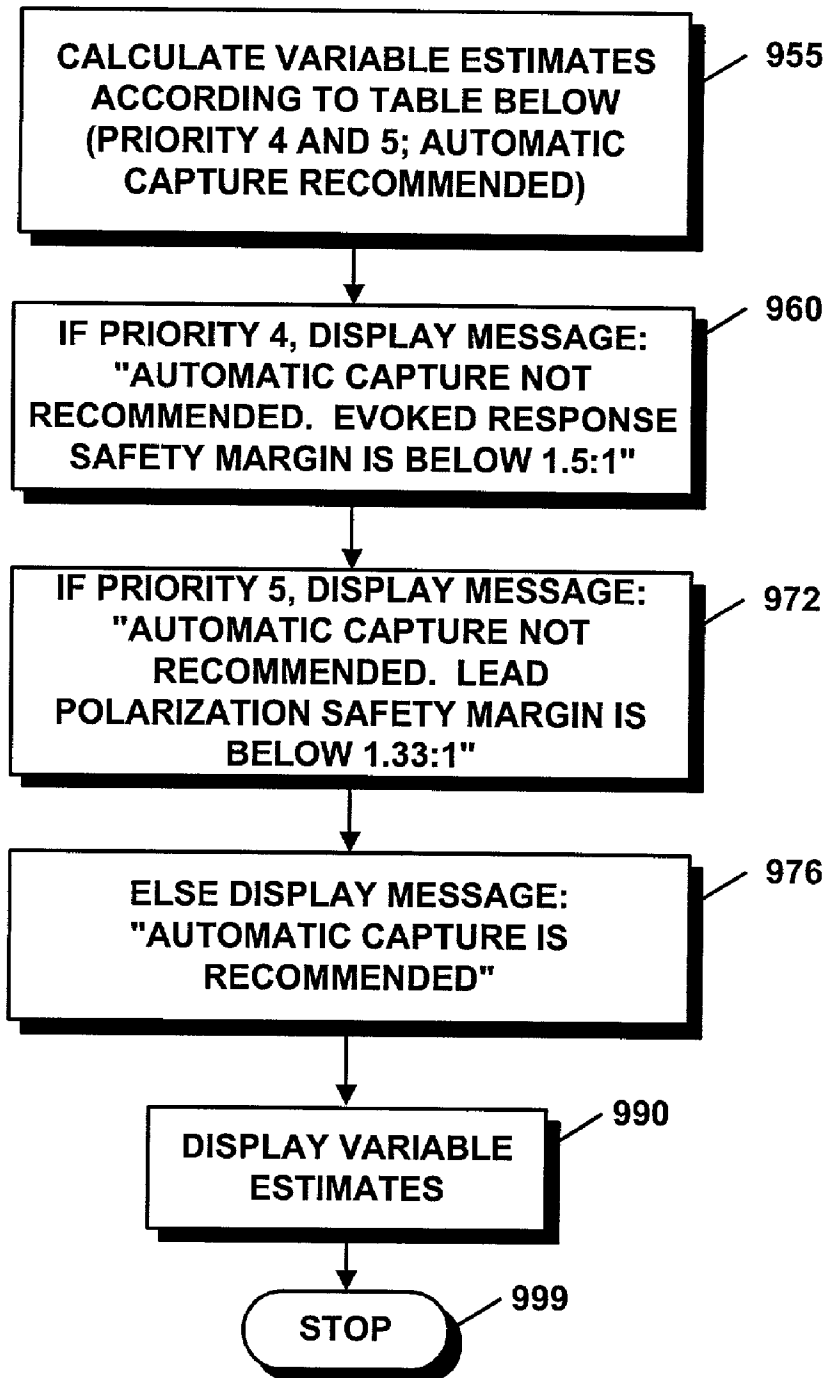 CALCULATE VARIABLE ESTIMATES
ACCORDING TO TABLE BELOW
(PRIORITY 4 AND 5; AUTOMATIC
CAPTURE RECOMMENDED)
955
IF PRIORITY 4, DISPLAY MESSAGE:
"AUTOMATIC CAPTURE NOT
RECOMMENDED. EVOKED RESPONSE
SAFETY MARGIN IS BELOW 1.5:1"
960
IF PRIORITY 5, DISPLAY MESSAGE:
"AUTOMATIC CAPTURE NOT
RECOMMENDED. LEAD
POLARIZATION SAFETY MARGIN IS
BELOW 1.33:1"
972
ELSE DISPLAY MESSAGE:
"AUTOMATIC CAPTURE IS
RECOMMENDED"
976
DISPLAY VARIABLE
ESTIMATES
990
STOP
999